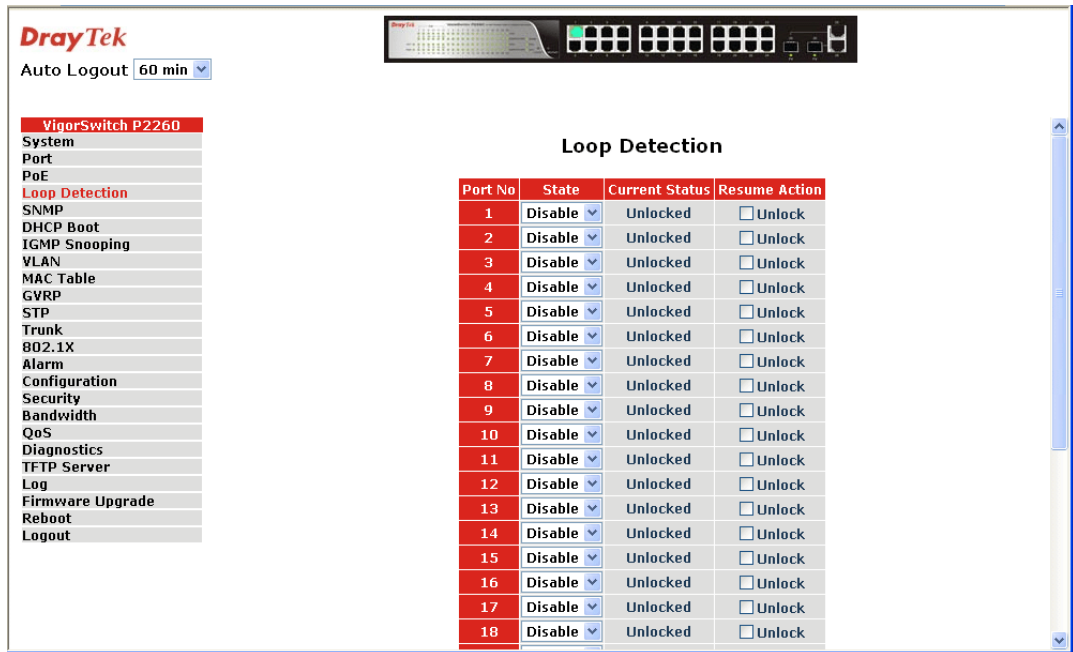 DrayTek
Auto Logout 60 min
DrayTek
VigorSwitch P2260
System
Port
PoE
Loop Detection
SNMP
DHCP Boot
IGMP Snooping
VLAN
MAC Table
GVRP
STP
Trunk
802.1X
Alarm
Configuration
Security
Bandwidth
QoS
Diagnostics
TFTP Server
Log
Firmware Upgrade
Reboot
Logout
Loop Detection
Port No State Current Status Resume Action
1 Disable Unlocked Unlock
2 Disable Unlocked Unlock
3 Disable Unlocked Unlock
4 Disable Unlocked Unlock
5 Disable Unlocked Unlock
6 Disable Unlocked Unlock
7 Disable Unlocked Unlock
8 Disable Unlocked Unlock
9 Disable Unlocked Unlock
10 Disable Unlocked Unlock
11 Disable Unlocked Unlock
12 Disable Unlocked Unlock
13 Disable Unlocked Unlock
14 Disable Unlocked Unlock
15 Disable Unlocked Unlock
16 Disable Unlocked Unlock
17 Disable Unlocked Unlock
18 Disable Unlocked Unlock